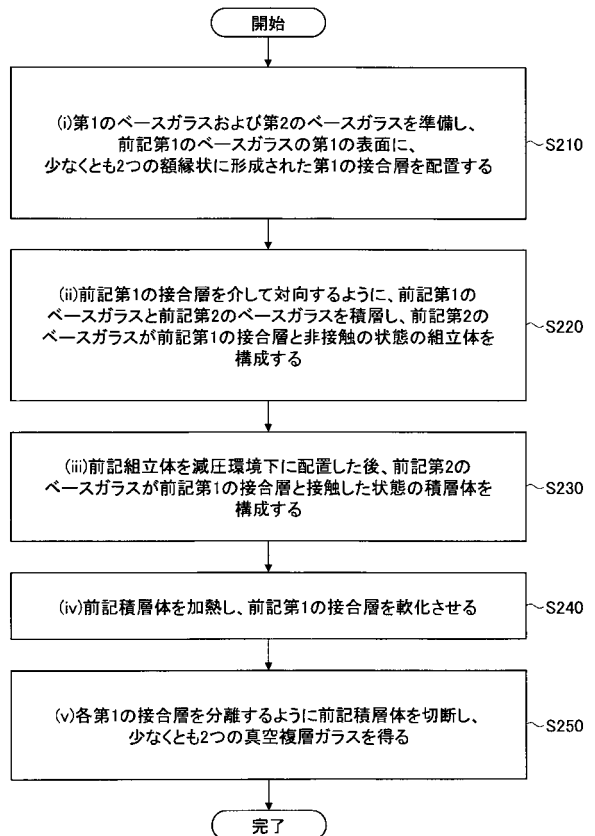 開始
(i)第1のベースガラスおよび第2のベースガラスを準備し、
前記第1のベースガラスの第1の表面に、
少なくとも2つの額縁状に形成された第1の接合層を配置する
S210
(ii)前記第1の接合層を介して対向するように、前記第1の
ベースガラスと前記第2のベースガラスを積層し、前記第2の
ベースガラスが前記第1の接合層と非接触の状態の組立体を
構成する
S220
(iii)前記組立体を減圧環境下に配置した後、前記第2の
ベースガラスが前記第1の接合層と接触した状態の積層体を
構成する
S230
(iv)前記積層体を加熱し、前記第1の接合層を軟化させる
S240
(v)各第1の接合層を分離するように前記積層体を切断し、
少なくとも2つの真空複層ガラスを得る
S250
完了